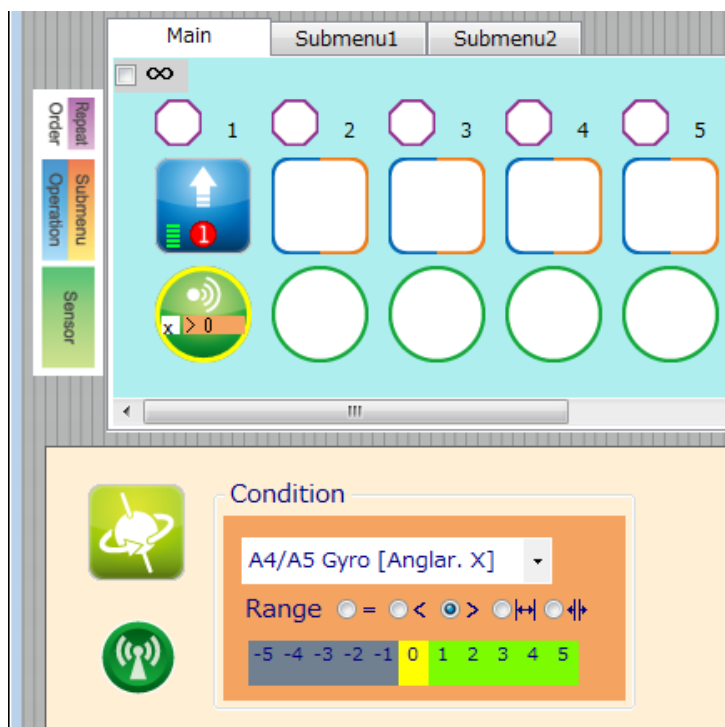 Main Submenu1 Submenu2
∞
Repeat
Order
1 2 3 4 5
Submenu
Operation
1
Sensor
x > 0
Condition
A4/A5 Gyro [Anglar. X]
Range = < > |↔| ⫞⊦
-5 -4 -3 -2 -1 0 1 2 3 4 5